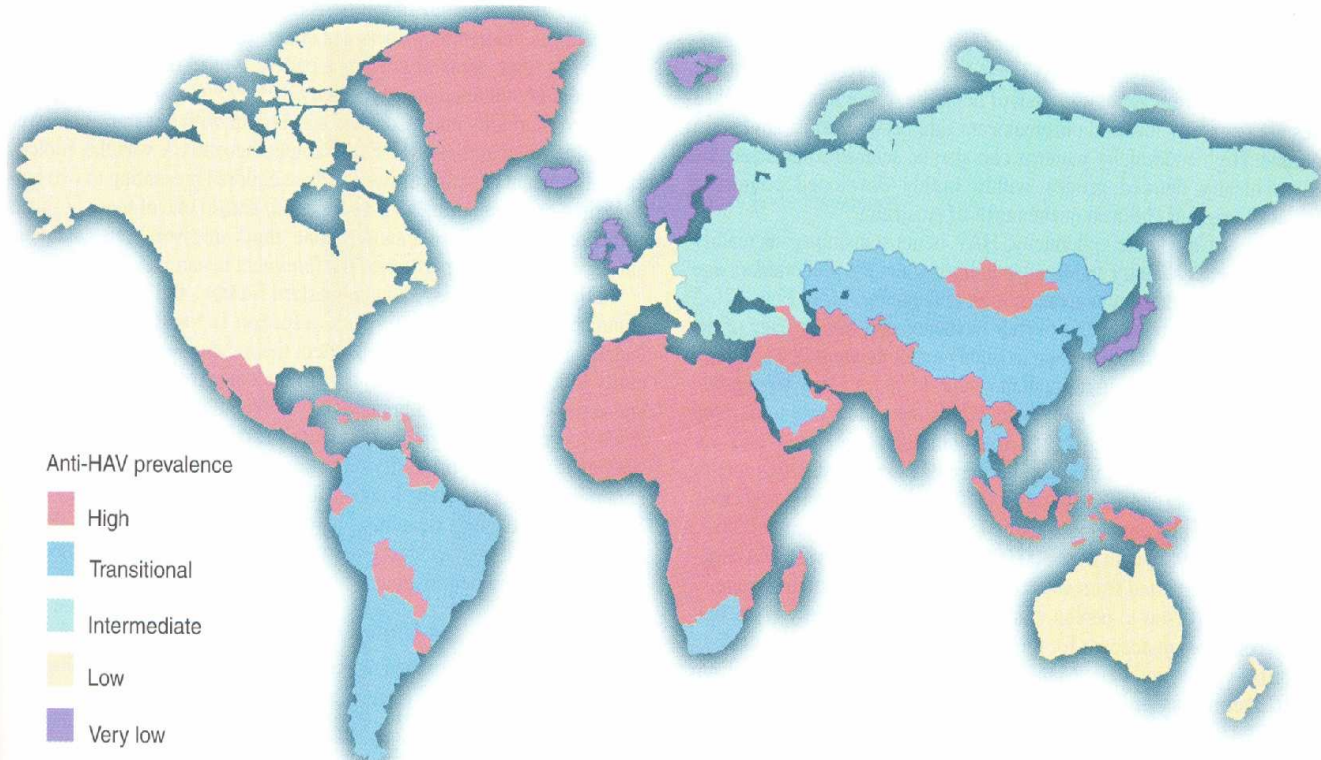 Anti-HAV prevalence
High
Transitional
Intermediate
Low
Very low